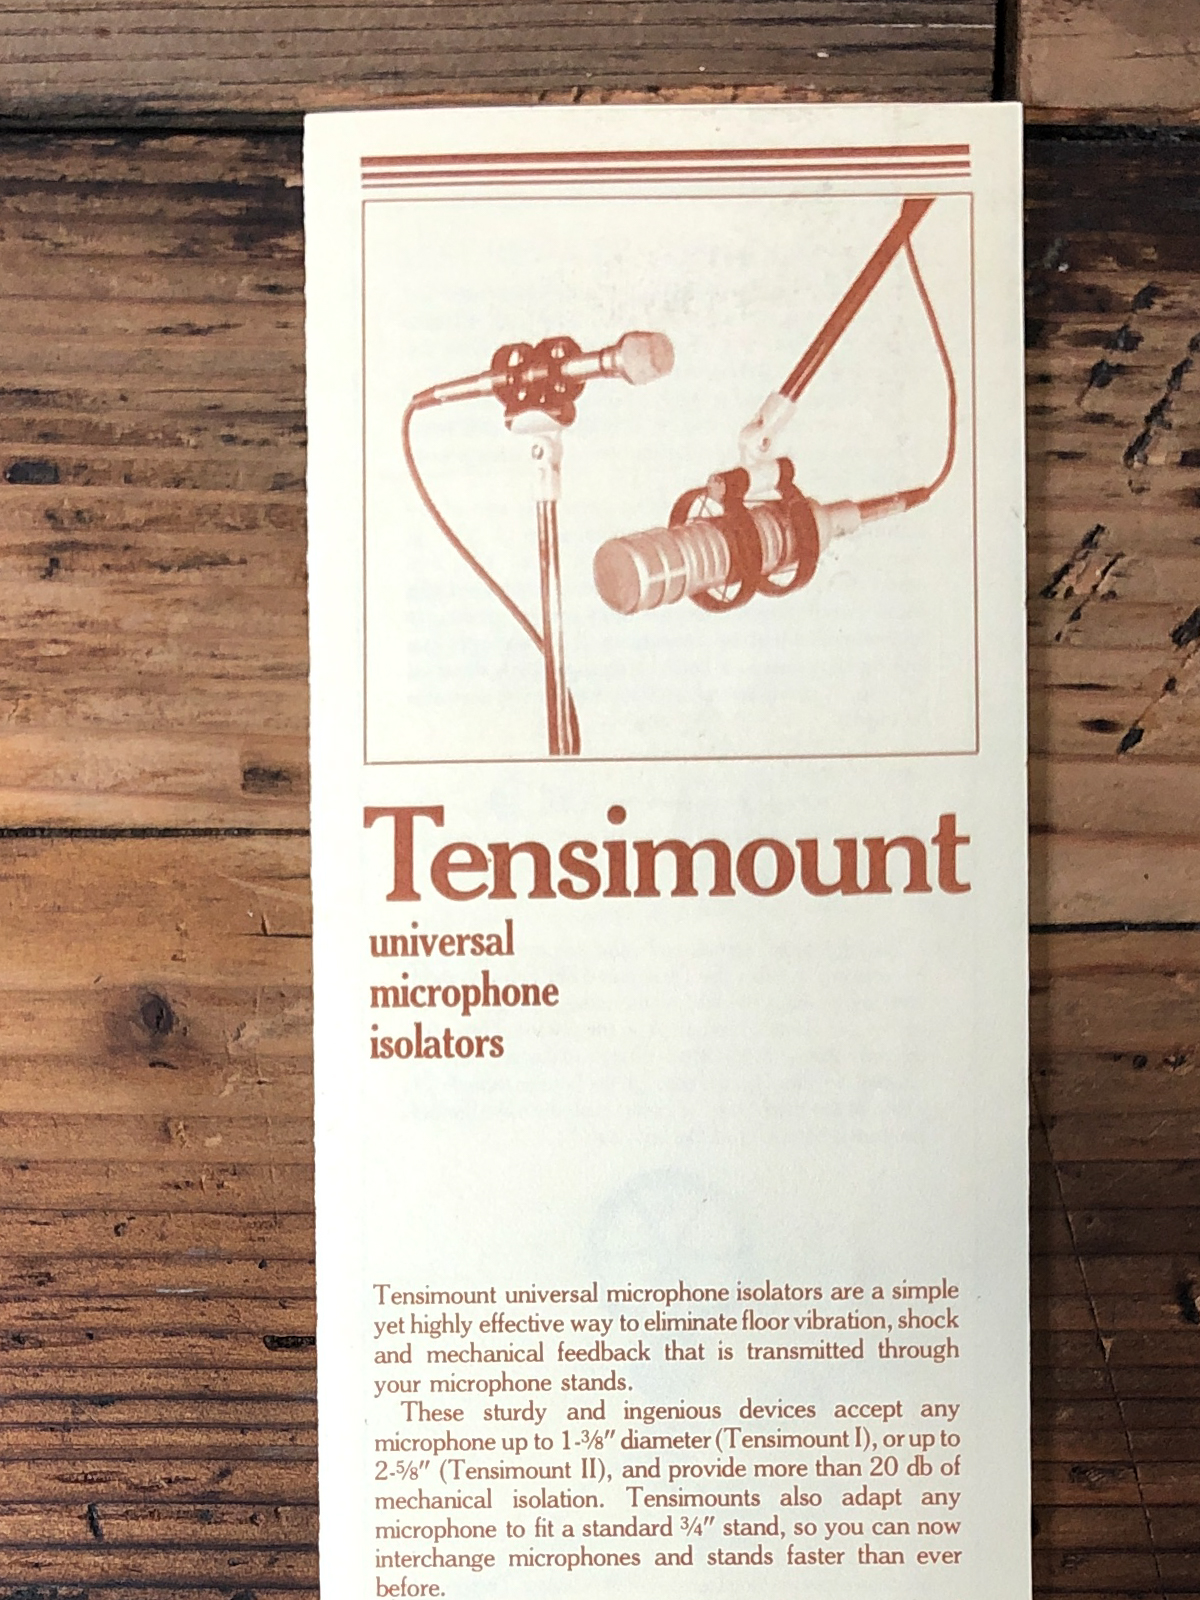 Tensimount
universal
microphone
isolators
Tensimount universal microphone isolators are a simple
yet highly effective way to eliminate floor vibration, shock
and mechanical feedback that is transmitted through
your microphone stands.
These sturdy and ingenious devices accept any
microphone up to 1-3/8″ diameter (Tensimount I), or up to
2-5/8″ (Tensimount II), and provide more than 20 db of
mechanical isolation. Tensimounts also adapt any
microphone to fit a standard 3/4″ stand, so you can now
interchange microphones and stands faster than ever
before.